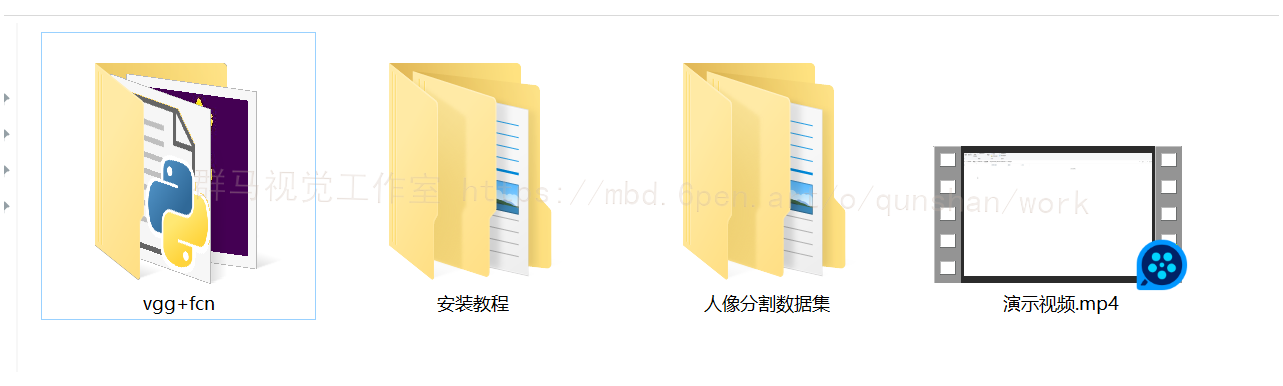 群马视觉工作室 https://mbd.6pen.a
o/qunshan/work
vgg+fcn
安装教程
人像分割数据集
演示视频.mp4